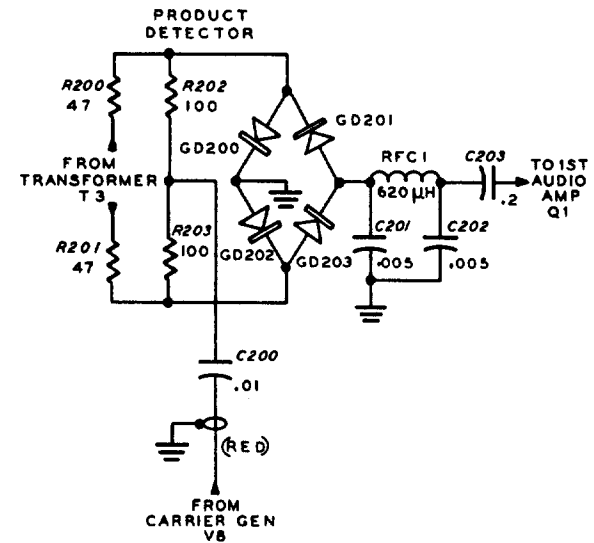 PRODUCT
DETECTOR
R200
47
R202
100
GD200
GD201
FROM
TRANSFORMER
T3
RFC1
620 µH
C203
.2
TO 1ST
AUDIO
AMP
Q1
R201
47
R203
100
GD202
GD203
C201
.005
C202
.005
C200
.01
(RED)
FROM
CARRIER GEN
V8